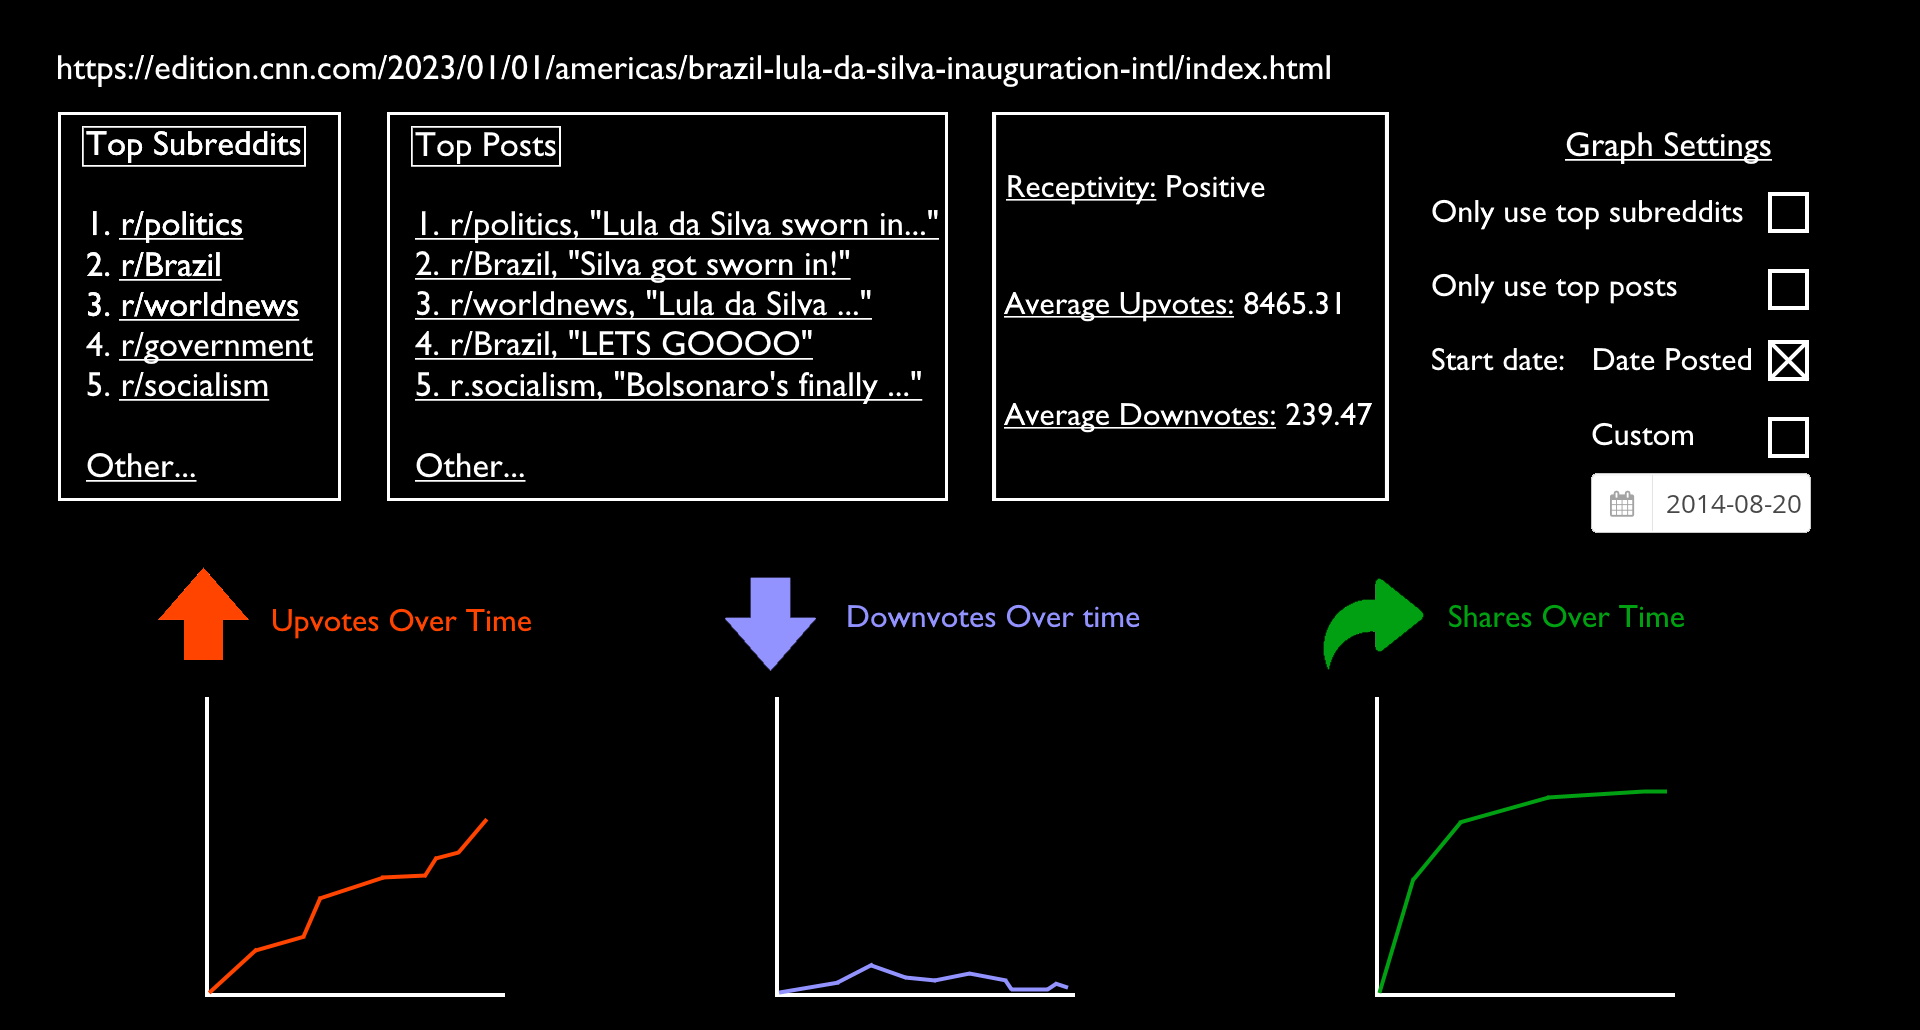 https://edition.cnn.com/2023/01/01/americas/brazil-lula-da-silva-inauguration-intl/index.html
Top Subreddits
1. r/politics
2. r/Brazil
3. r/worldnews
4. r/government
5. r/socialism
Other...
Top Posts
1. r/politics, "Lula da Silva sworn in..."
2. r/Brazil, "Silva got sworn in!"
3. r/worldnews, "Lula da Silva ..."
4. r/Brazil, "LETS GOOOO"
5. r.socialism, "Bolsonaro's finally ..."
Other...
Receptivity: Positive
Average Upvotes: 8465.31
Average Downvotes: 239.47
Graph Settings
Only use top subreddits
Only use top posts
Start date: Date Posted
Custom
2014-08-20
Upvotes Over Time
Downvotes Over time
Shares Over Time